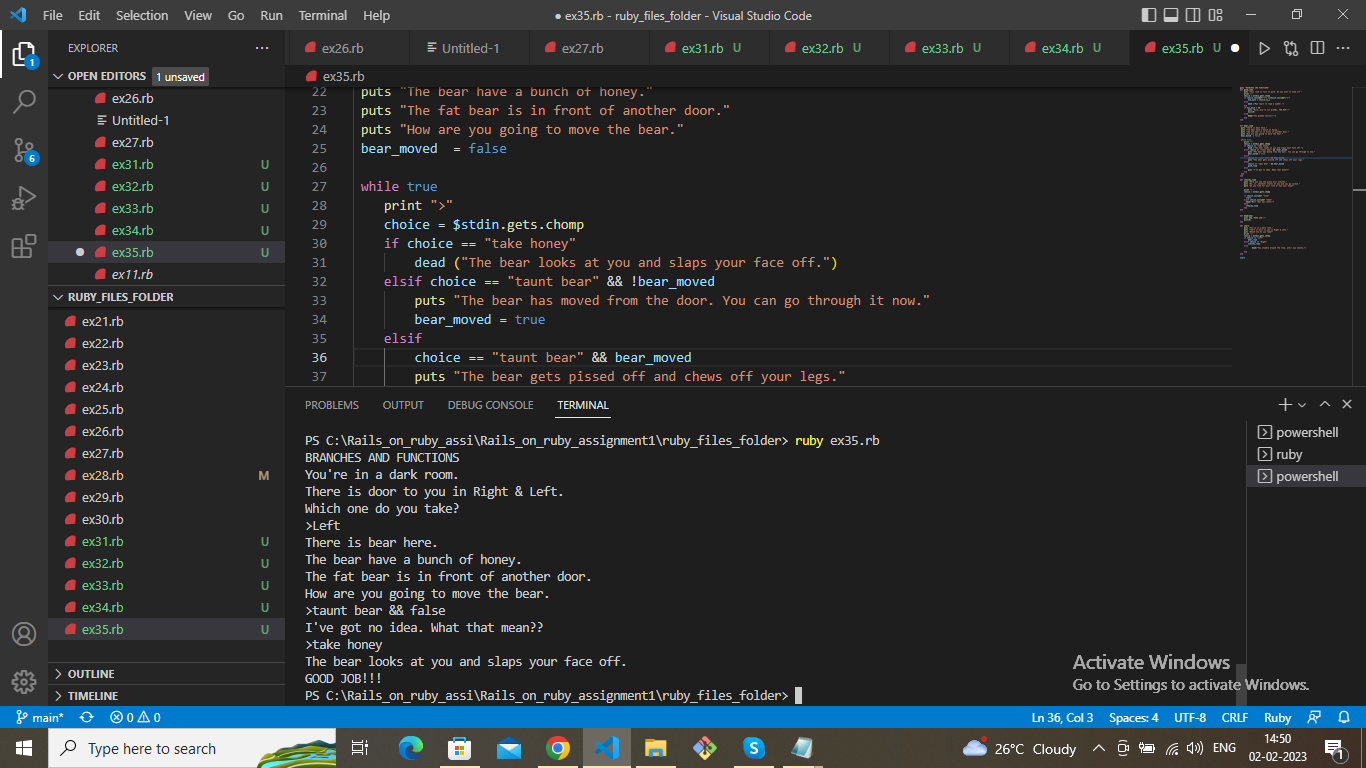 File Edit Selection View Go Run Terminal Help
● ex35.rb - ruby_files_folder - Visual Studio Code
EXPLORER
ex26.rb
Untitled-1
ex27.rb
ex31.rb U
ex32.rb U
ex33.rb U
ex34.rb U
ex35.rb U
OPEN EDITORS 1 unsaved
ex26.rb
Untitled-1
ex27.rb
ex31.rb U
ex32.rb U
ex33.rb U
ex34.rb U
ex35.rb U
ex11.rb
RUBY_FILES_FOLDER
ex21.rb
ex22.rb
ex23.rb
ex24.rb
ex25.rb
ex26.rb
ex27.rb
ex28.rb M
ex29.rb
ex30.rb
ex31.rb U
ex32.rb U
ex33.rb U
ex34.rb U
ex35.rb U
OUTLINE
TIMELINE
1
6
ex35.rb
22 puts "The bear have a bunch of honey."
23 puts "The fat bear is in front of another door."
24 puts "How are you going to move the bear."
25 bear_moved  = false
26
27 while true
28 print ">"
29 choice = $stdin.gets.chomp
30 if choice == "take honey"
31 dead ("The bear looks at you and slaps your face off.")
32 elsif choice == "taunt bear" && !bear_moved
33 puts "The bear has moved from the door. You can go through it now."
34 bear_moved = true
35 elsif
36 choice == "taunt bear" && bear_moved
37 puts "The bear gets pissed off and chews off your legs."
PROBLEMS OUTPUT DEBUG CONSOLE TERMINAL
PS C:\Rails_on_ruby_assi\Rails_on_ruby_assignment1\ruby_files_folder> ruby ex35.rb
BRANCHES AND FUNCTIONS
You're in a dark room.
There is door to you in Right & Left.
Which one do you take?
>Left
There is bear here.
The bear have a bunch of honey.
The fat bear is in front of another door.
How are you going to move the bear.
>taunt bear && false
I've got no idea. What that mean??
>take honey
The bear looks at you and slaps your face off.
GOOD JOB!!!
PS C:\Rails_on_ruby_assi\Rails_on_ruby_assignment1\ruby_files_folder>
powershell
ruby
powershell
Activate Windows
Go to Settings to activate Windows.
main* 0 0
Ln 36, Col 3 Spaces: 4 UTF-8 CRLF Ruby
Type here to search
26°C Cloudy
ENG
14:50
02-02-2023
1